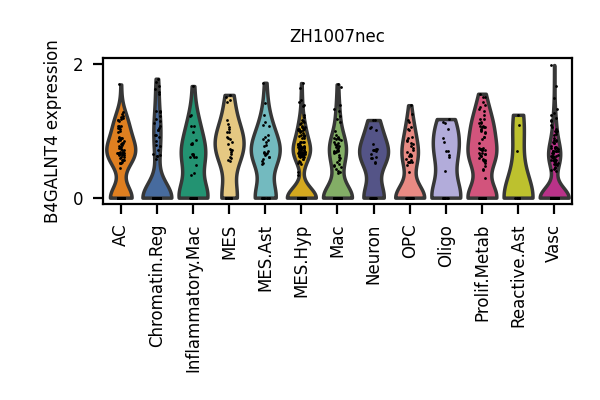 ZH1007nec
B4GALNT4 expression
2
0
AC
Chromatin.Reg
Inflammatory.Mac
MES
MES.Ast
MES.Hyp
Mac
Neuron
OPC
Oligo
Prolif.Metab
Reactive.Ast
Vasc